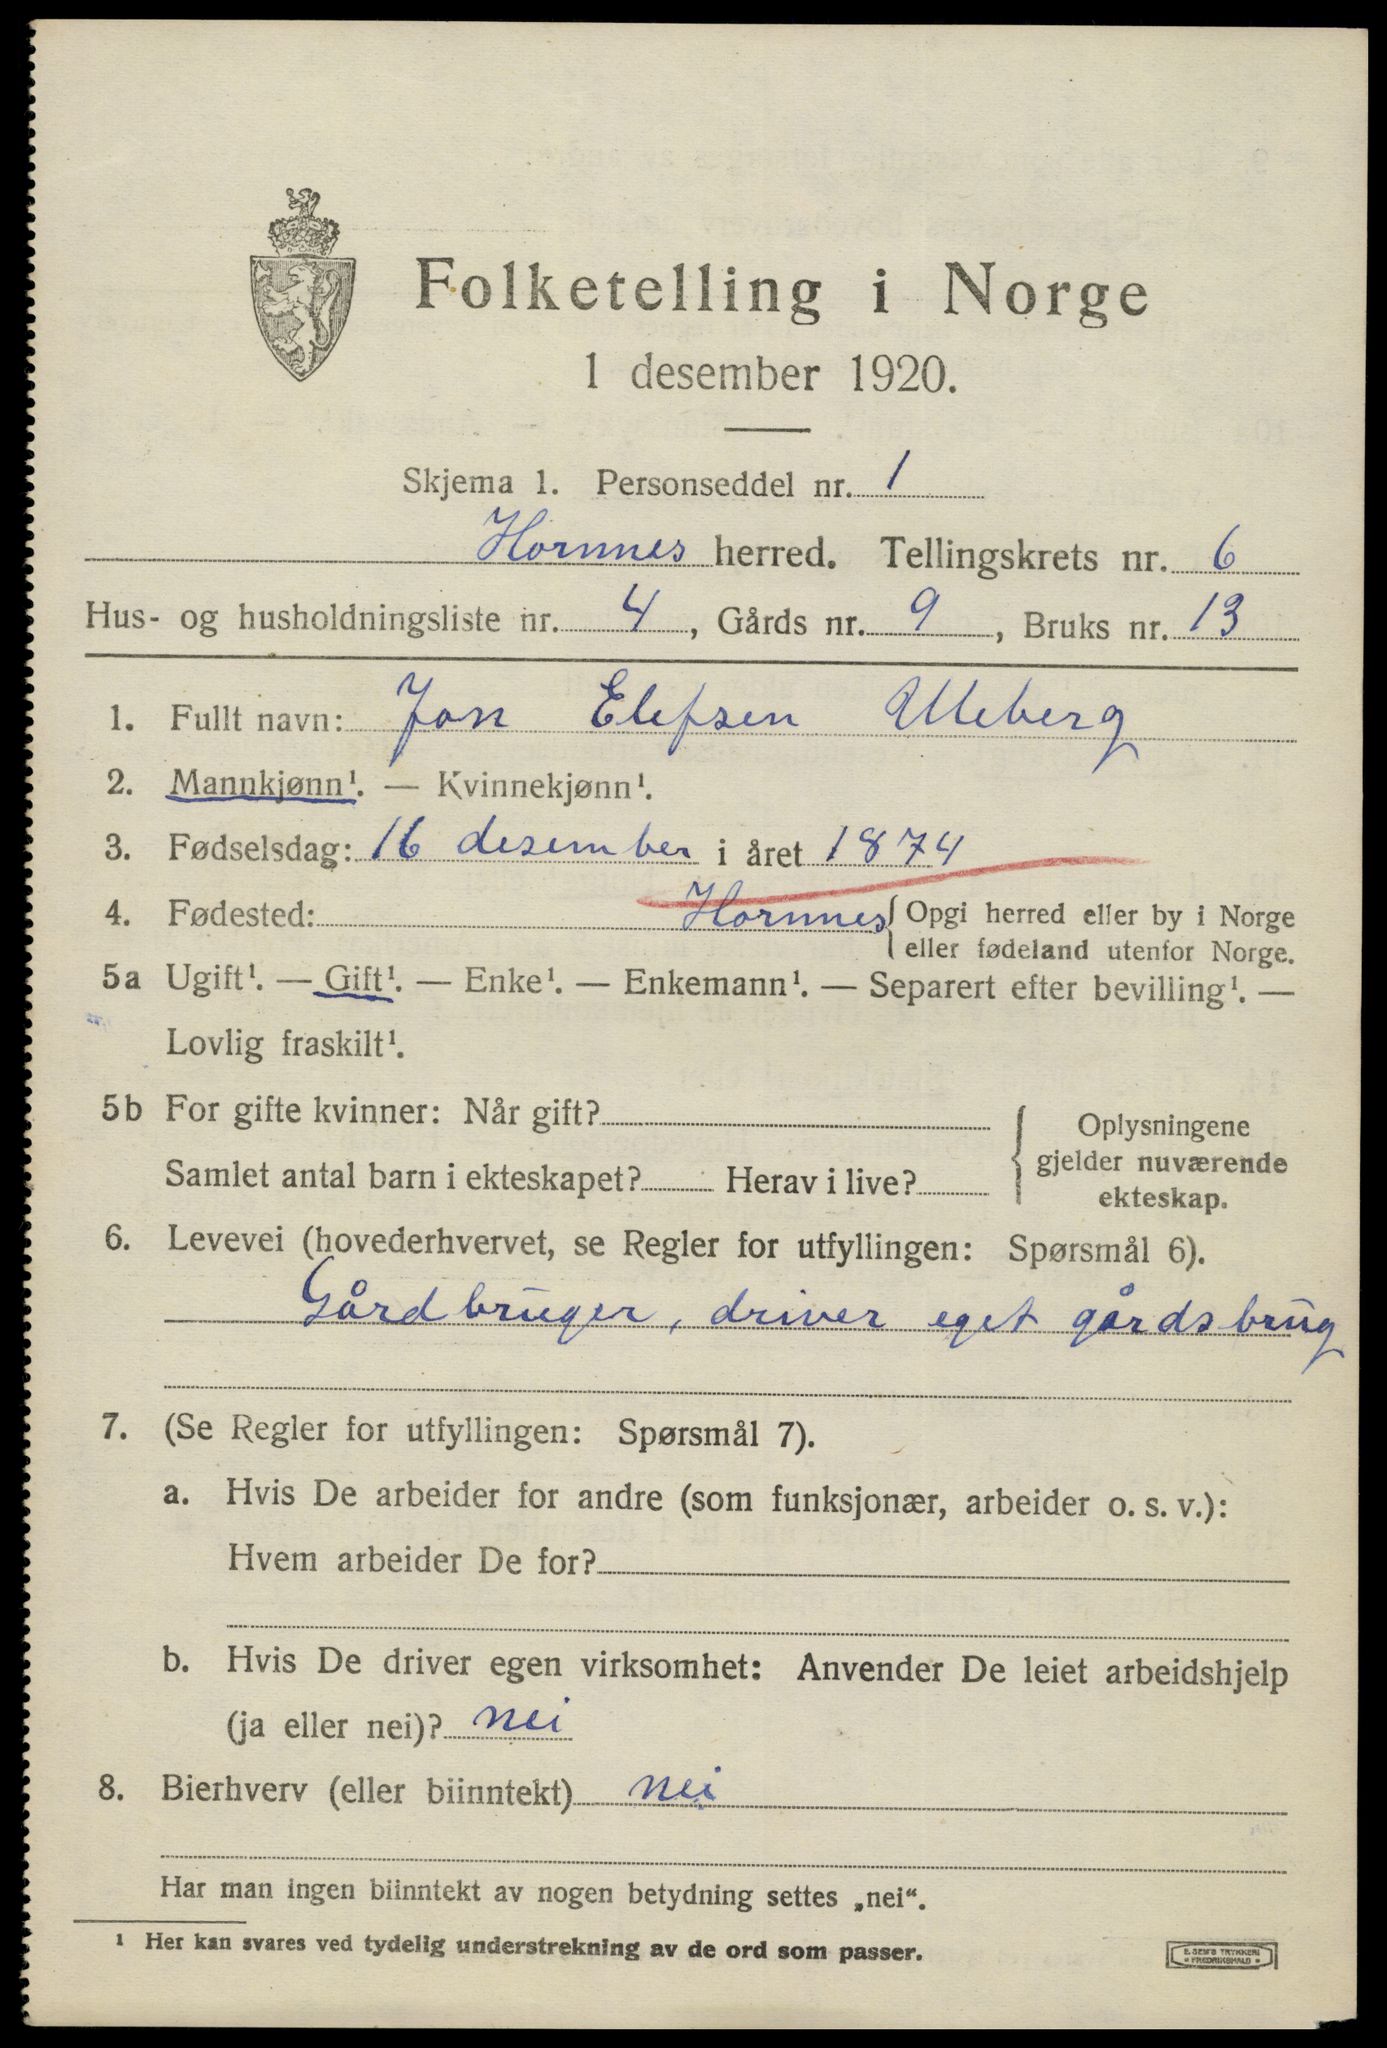 Folketelling i Norge
1 desember 1920.
Skjema 1. Personseddel nr. 1
Hornnes herred. Tellingskrets nr. 6
Hus- og husholdningsliste nr. 4, Gårds nr. 9, Bruks nr. 13
1. Fullt navn: Jon Elefsen Uleberg
2. Mannkjønn¹. — Kvinnekjønn¹.
3. Fødselsdag: 16 desember i året 1874
4. Fødested: Hornnes { Opgi herred eller by i Norge
eller fødeland utenfor Norge.
5a Ugift¹. — Gift¹. — Enke¹. — Enkemann¹. — Separert efter bevilling¹. —
Lovlig fraskilt¹.
5b For gifte kvinner: Når gift?
Samlet antal barn i ekteskapet? Herav i live?
Oplysningene
gjelder nuværende
ekteskap.
6. Levevei (hovederhvervet, se Regler for utfyllingen: Spørsmål 6).
Gårdbruger, driver eget gårdsbrug
7. (Se Regler for utfyllingen: Spørsmål 7).
a. Hvis De arbeider for andre (som funksjonær, arbeider o. s. v.):
Hvem arbeider De for?
b. Hvis De driver egen virksomhet: Anvender De leiet arbeidshjelp
(ja eller nei)? nei
8. Bierhverv (eller biinntekt) nei
Har man ingen biinntekt av nogen betydning settes „nei“.
¹ Her kan svares ved tydelig understrekning av de ord som passer.
E. SEM'S TRYKKERI
FREDRIKSHALD